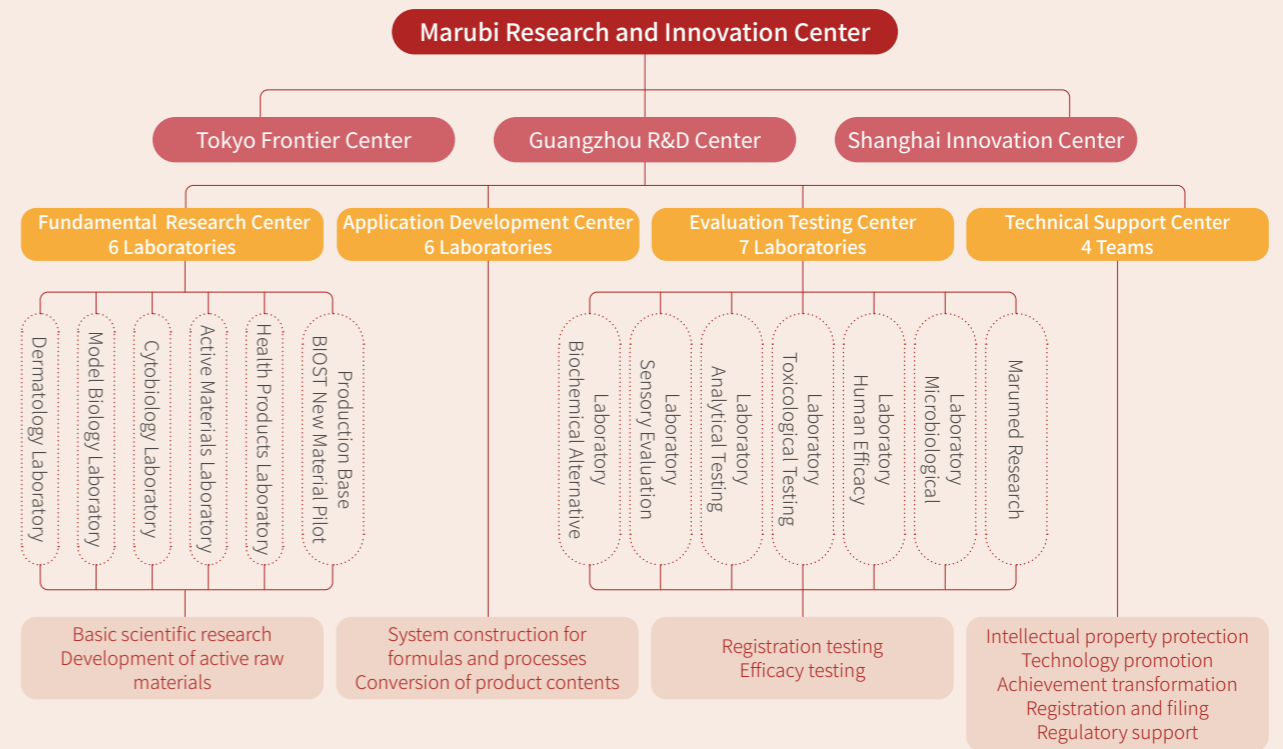 Marubi Research and Innovation Center
Tokyo Frontier Center
Guangzhou R&D Center
Shanghai Innovation Center
Fundamental Research Center
6 Laboratories
Application Development Center
6 Laboratories
Evaluation Testing Center
7 Laboratories
Technical Support Center
4 Teams
Dermatology Laboratory
Model Biology Laboratory
Cytobiology Laboratory
Active Materials Laboratory
Health Products Laboratory
Production Base
BIOST New Material Pilot
Laboratory
Biochemical Alternative
Laboratory
Sensory Evaluation
Laboratory
Analytical Testing
Laboratory
Toxicological Testing
Laboratory
Human Efficacy
Laboratory
Microbiological
Marumed Research
Basic scientific research
Development of active raw
materials
System construction for
formulas and processes
Conversion of product contents
Registration testing
Efficacy testing
Intellectual property protection
Technology promotion
Achievement transformation
Registration and filing
Regulatory support